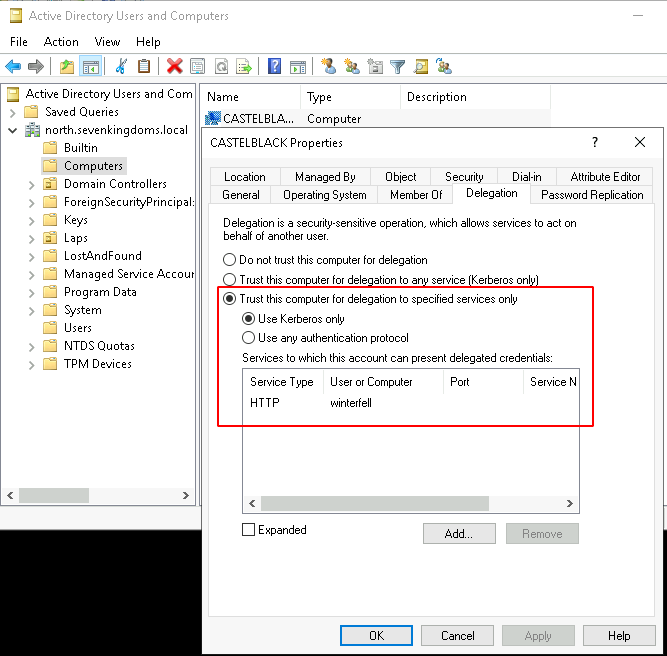 Active Directory Users and Computers
File Action View Help
Active Directory Users and Com
Saved Queries
north.sevenkingdoms.local
Builtin
Computers
Domain Controllers
ForeignSecurityPrincipal:
Keys
Laps
LostAndFound
Managed Service Accour
Program Data
System
Users
NTDS Quotas
TPM Devices
Name Type Description
CASTELBLA... Computer
CASTELBLACK Properties
Location Managed By Object Security Dial-in Attribute Editor
General Operating System Member Of Delegation Password Replication
Delegation is a security-sensitive operation, which allows services to act on
behalf of another user.
Do not trust this computer for delegation
Trust this computer for delegation to any service (Kerberos only)
Trust this computer for delegation to specified services only
Use Kerberos only
Use any authentication protocol
Services to which this account can present delegated credentials:
Service Type User or Computer Port Service N
HTTP winterfell
Expanded
Add... Remove
OK Cancel Apply Help